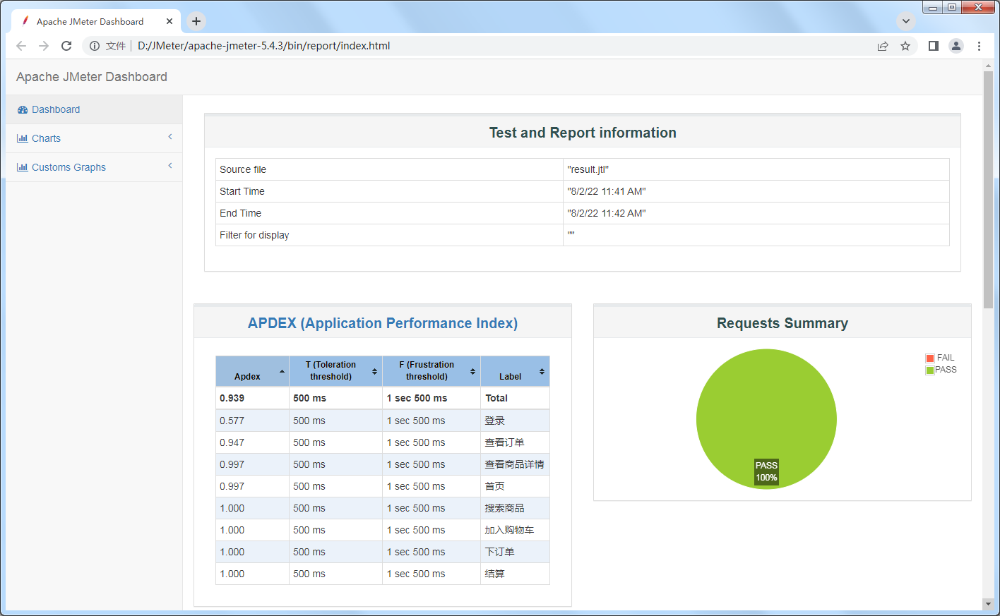 Apache JMeter Dashboard
文件 D:/JMeter/apache-jmeter-5.4.3/bin/report/index.html
Apache JMeter Dashboard
Dashboard
Charts
Customs Graphs
Test and Report information
Source file "result.jtl"
Start Time "8/2/22 11:41 AM"
End Time "8/2/22 11:42 AM"
Filter for display ""
APDEX (Application Performance Index)
Apdex T (Toleration threshold) F (Frustration threshold) Label
0.939 500 ms 1 sec 500 ms Total
0.577 500 ms 1 sec 500 ms 登录
0.947 500 ms 1 sec 500 ms 查看订单
0.997 500 ms 1 sec 500 ms 查看商品详情
0.997 500 ms 1 sec 500 ms 首页
1.000 500 ms 1 sec 500 ms 搜索商品
1.000 500 ms 1 sec 500 ms 加入购物车
1.000 500 ms 1 sec 500 ms 下订单
1.000 500 ms 1 sec 500 ms 结算
Requests Summary
FAIL
PASS
PASS
100%